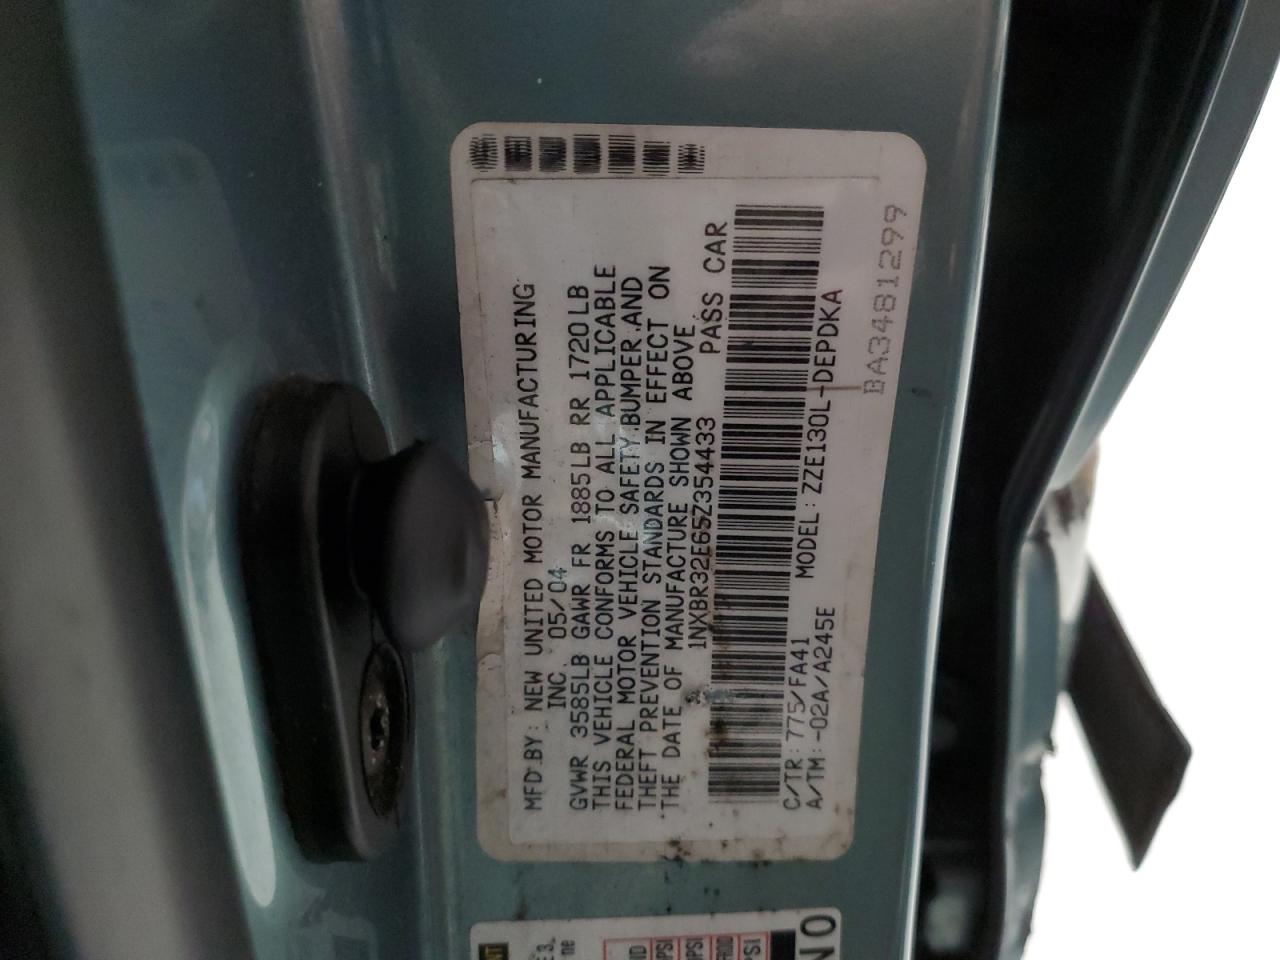 MFD.BY: NEW UNITED MOTOR MANUFACTURING
INC. 05/04
GVWR 3585LB GAWR FR 1885LB RR 1720LB
THIS VEHICLE CONFORMS TO ALL APPLICABLE
FEDERAL MOTOR VEHICLE SAFETY.BUMPER.AND
THEFT PREVENTION STANDARDS IN EFFECT ON
THE DATE OF MANUFACTURE SHOWN ABOVE
1NXBR32E65Z354433 PASS CAR
C/TR: 775/FA41 MODEL: ZZE130L-DEPDKA
A/TM: -02A/A245E
BA3481299